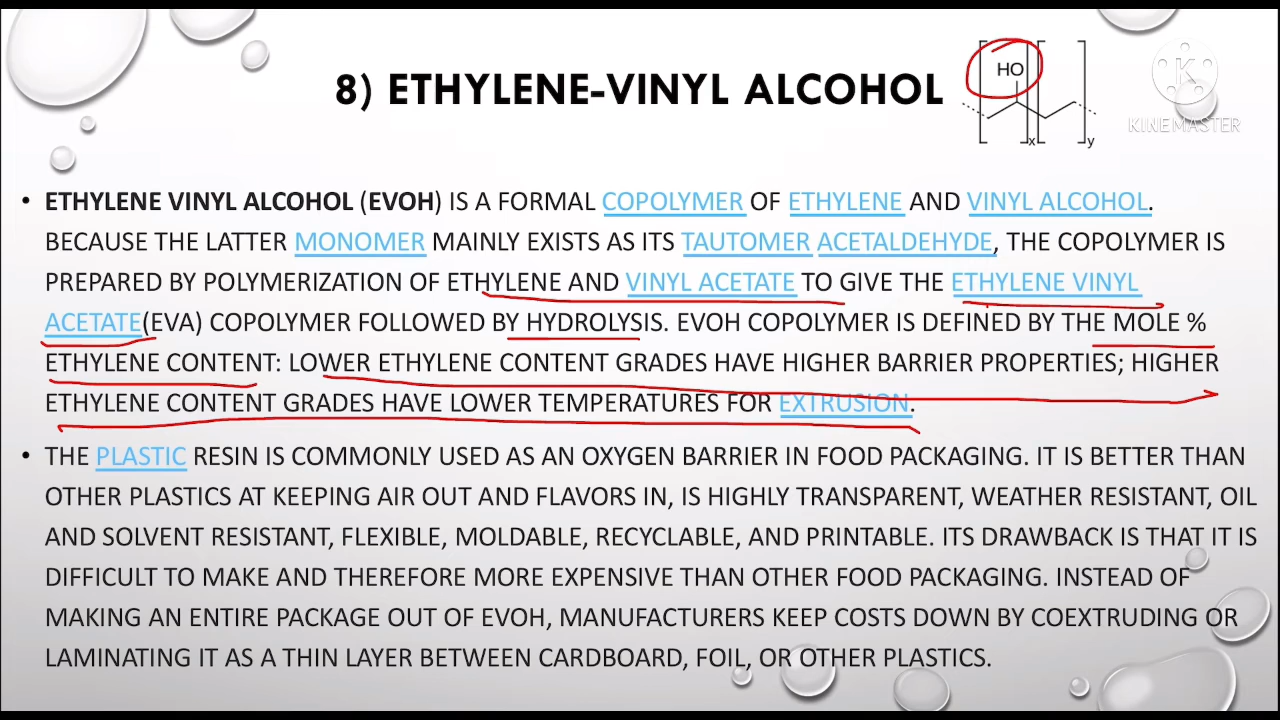 8) ETHYLENE-VINYL ALCOHOL
HO
x
y
K
KINEMASTER
• ETHYLENE VINYL ALCOHOL (EVOH) IS A FORMAL COPOLYMER OF ETHYLENE AND VINYL ALCOHOL.
BECAUSE THE LATTER MONOMER MAINLY EXISTS AS ITS TAUTOMER ACETALDEHYDE, THE COPOLYMER IS
PREPARED BY POLYMERIZATION OF ETHYLENE AND VINYL ACETATE TO GIVE THE ETHYLENE VINYL
ACETATE(EVA) COPOLYMER FOLLOWED BY HYDROLYSIS. EVOH COPOLYMER IS DEFINED BY THE MOLE %
ETHYLENE CONTENT: LOWER ETHYLENE CONTENT GRADES HAVE HIGHER BARRIER PROPERTIES; HIGHER
ETHYLENE CONTENT GRADES HAVE LOWER TEMPERATURES FOR EXTRUSION.
• THE PLASTIC RESIN IS COMMONLY USED AS AN OXYGEN BARRIER IN FOOD PACKAGING. IT IS BETTER THAN
OTHER PLASTICS AT KEEPING AIR OUT AND FLAVORS IN, IS HIGHLY TRANSPARENT, WEATHER RESISTANT, OIL
AND SOLVENT RESISTANT, FLEXIBLE, MOLDABLE, RECYCLABLE, AND PRINTABLE. ITS DRAWBACK IS THAT IT IS
DIFFICULT TO MAKE AND THEREFORE MORE EXPENSIVE THAN OTHER FOOD PACKAGING. INSTEAD OF
MAKING AN ENTIRE PACKAGE OUT OF EVOH, MANUFACTURERS KEEP COSTS DOWN BY COEXTRUDING OR
LAMINATING IT AS A THIN LAYER BETWEEN CARDBOARD, FOIL, OR OTHER PLASTICS.